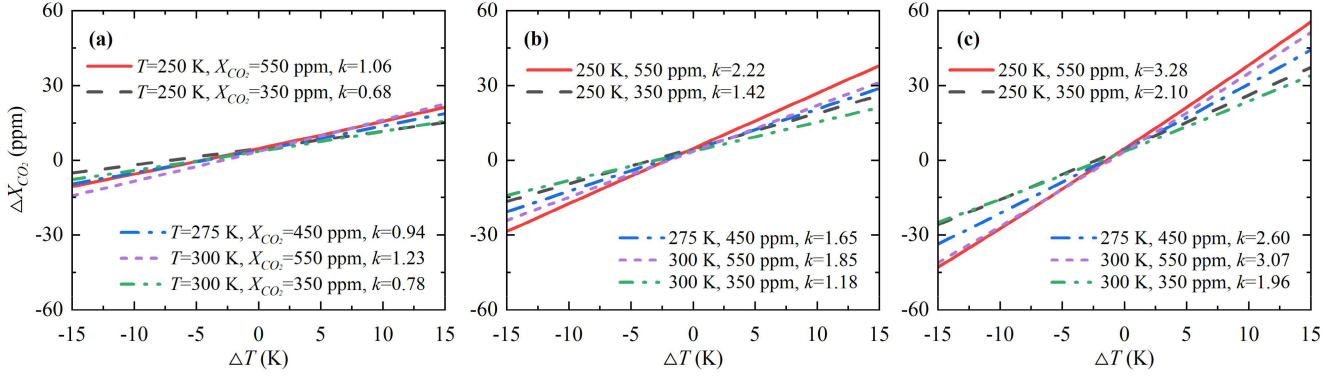 60
30
0
-30
-60
△X_CO₂ (ppm)
(a)
T=250 K, X_CO₂=550 ppm, k=1.06
T=250 K, X_CO₂=350 ppm, k=0.68
T=275 K, X_CO₂=450 ppm, k=0.94
T=300 K, X_CO₂=550 ppm, k=1.23
T=300 K, X_CO₂=350 ppm, k=0.78
-15 -10 -5 0 5 10 15
△T (K)
60
30
0
-30
-60
(b)
250 K, 550 ppm, k=2.22
250 K, 350 ppm, k=1.42
275 K, 450 ppm, k=1.65
300 K, 550 ppm, k=1.85
300 K, 350 ppm, k=1.18
-15 -10 -5 0 5 10 15
△T (K)
60
30
0
-30
-60
(c)
250 K, 550 ppm, k=3.28
250 K, 350 ppm, k=2.10
275 K, 450 ppm, k=2.60
300 K, 550 ppm, k=3.07
300 K, 350 ppm, k=1.96
-15 -10 -5 0 5 10 15
△T (K)